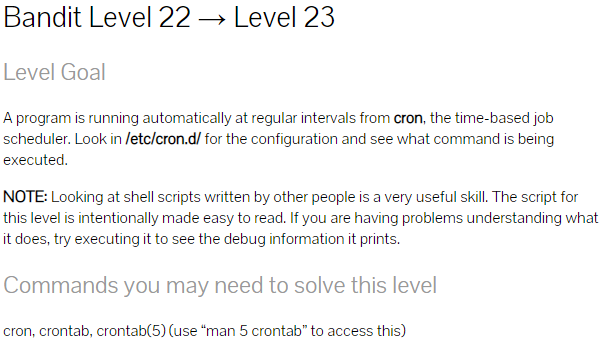 Bandit Level 22 → Level 23
Level Goal
A program is running automatically at regular intervals from cron, the time-based job
scheduler. Look in /etc/cron.d/ for the configuration and see what command is being
executed.
NOTE: Looking at shell scripts written by other people is a very useful skill. The script for
this level is intentionally made easy to read. If you are having problems understanding what
it does, try executing it to see the debug information it prints.
Commands you may need to solve this level
cron, crontab, crontab(5) (use “man 5 crontab” to access this)